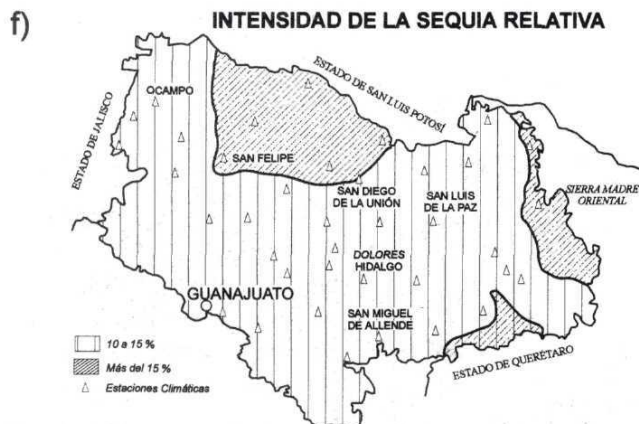 f)
INTENSIDAD DE LA SEQUIA RELATIVA
ESTADO DE JALISCO
OCAMPO
ESTADO DE SAN LUIS POTOSÍ
SAN FELIPE
SAN DIEGO
DE LA UNIÓN
SAN LUIS
DE LA PAZ
SIERRA MADRE
ORIENTAL
DOLORES
HIDALGO
GUANAJUATO
SAN MIGUEL
DE ALLENDE
ESTADO DE QUERÉTARO
10 a 15 %
Más del 15 %
Estaciones Climáticas